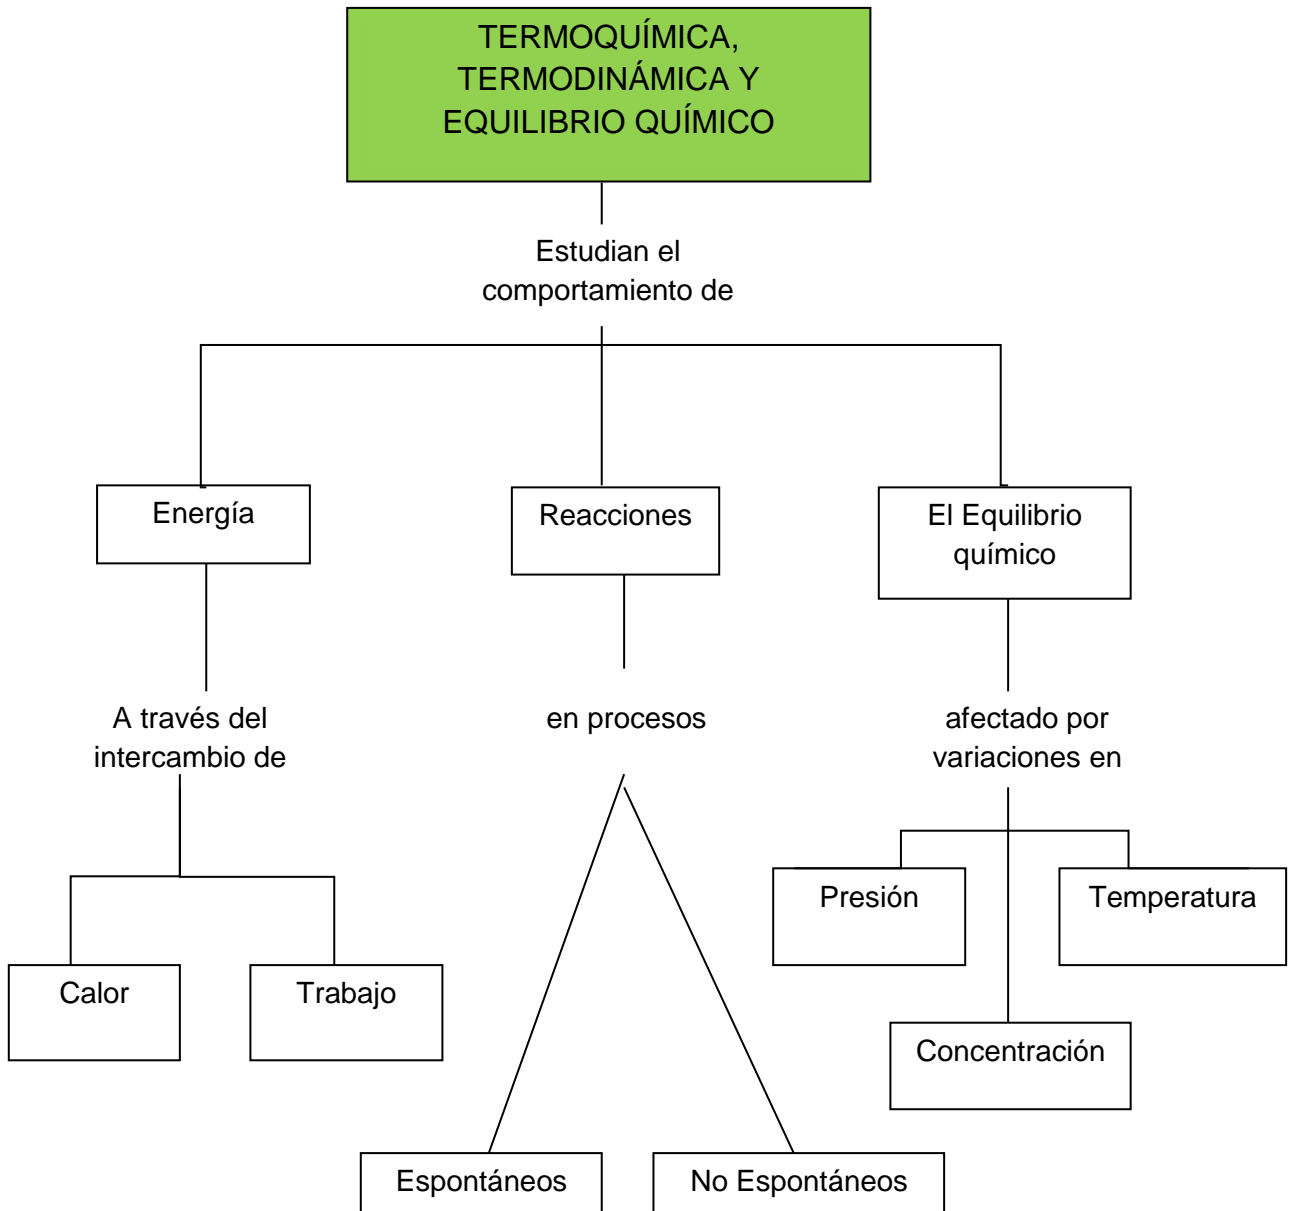 TERMOQUÍMICA,
TERMODINÁMICA Y
EQUILIBRIO QUÍMICO
Estudian el
comportamiento de
Energía
Reacciones
El Equilibrio
químico
A través del
intercambio de
en procesos
afectado por
variaciones en
Presión
Temperatura
Calor
Trabajo
Concentración
Espontáneos
No Espontáneos